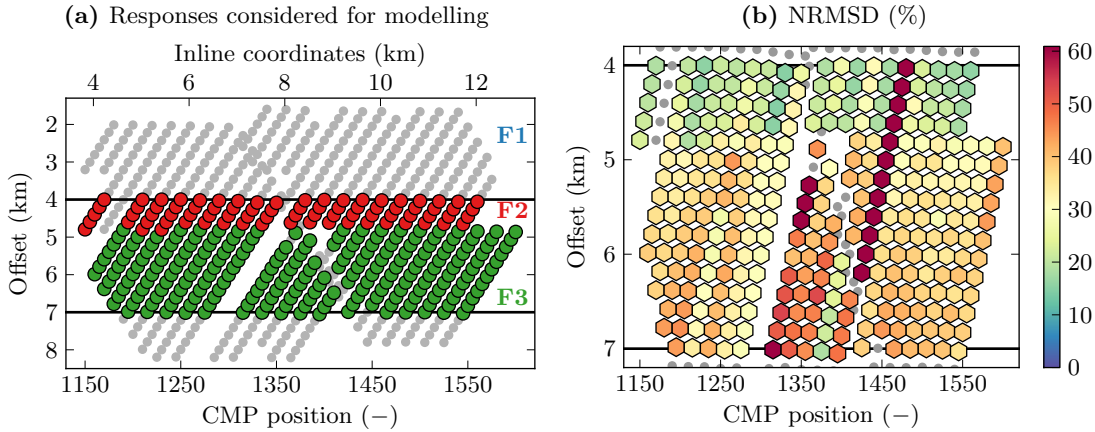 (a) Responses considered for modelling
Inline coordinates (km)
4 6 8 10 12
Offset (km)
2
3
4
5
6
7
8
F1
F2
F3
1150 1250 1350 1450 1550
CMP position (−)
(b) NRMSD (%)
Offset (km)
4
5
6
7
1150 1250 1350 1450 1550
CMP position (−)
60
50
40
30
20
10
0